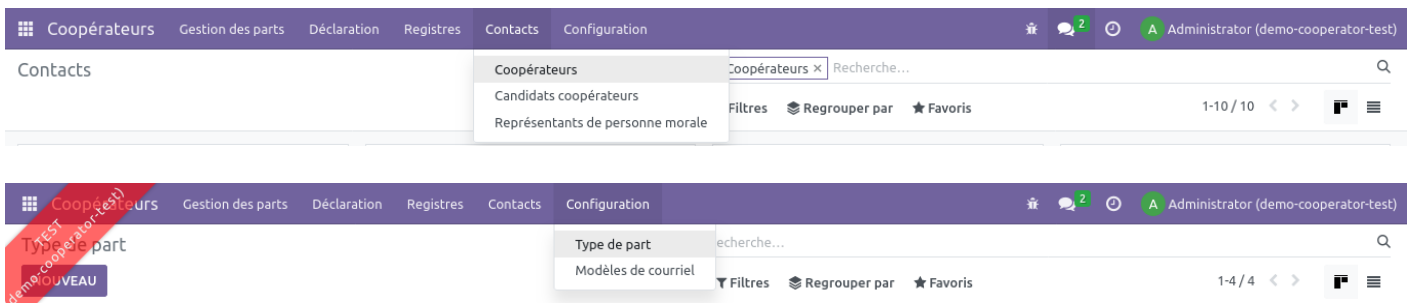 Coopérateurs Gestion des parts Déclaration Registres Contacts Configuration 2 A Administrator (demo-cooperator-test)
Contacts Coopérateurs Coopérateurs × Recherche...
Candidats coopérateurs
Filtres Regrouper par Favoris 1-10 / 10
Représentants de personne morale
Coopérateurs Gestion des parts Déclaration Registres Contacts Configuration 2 A Administrator (demo-cooperator-test)
TEST
(demo-cooperator-test)
Type de part Type de part echerche...
NOUVEAU Modèles de courriel Filtres Regrouper par Favoris 1-4 / 4